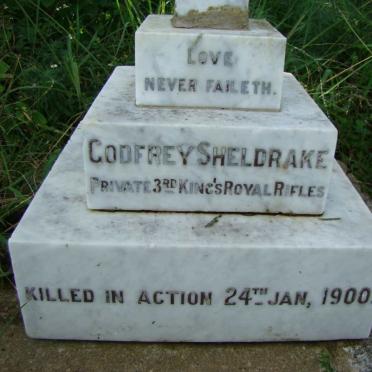 LOVE
NEVER FAILETH.
GODFREY SHELDRAKE
PRIVATE 3RD KING'S ROYAL RIFLES
KILLED IN ACTION 24TH JAN, 1900.